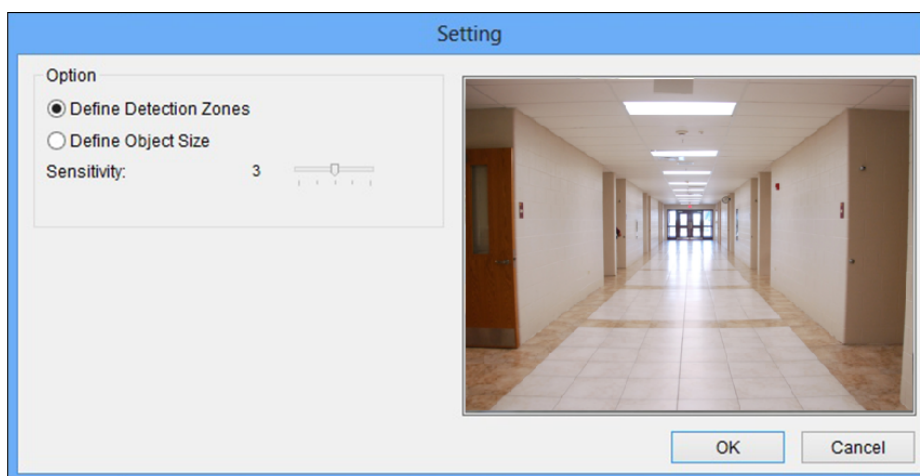 Setting
Option
Define Detection Zones
Define Object Size
Sensitivity: 3
OK Cancel